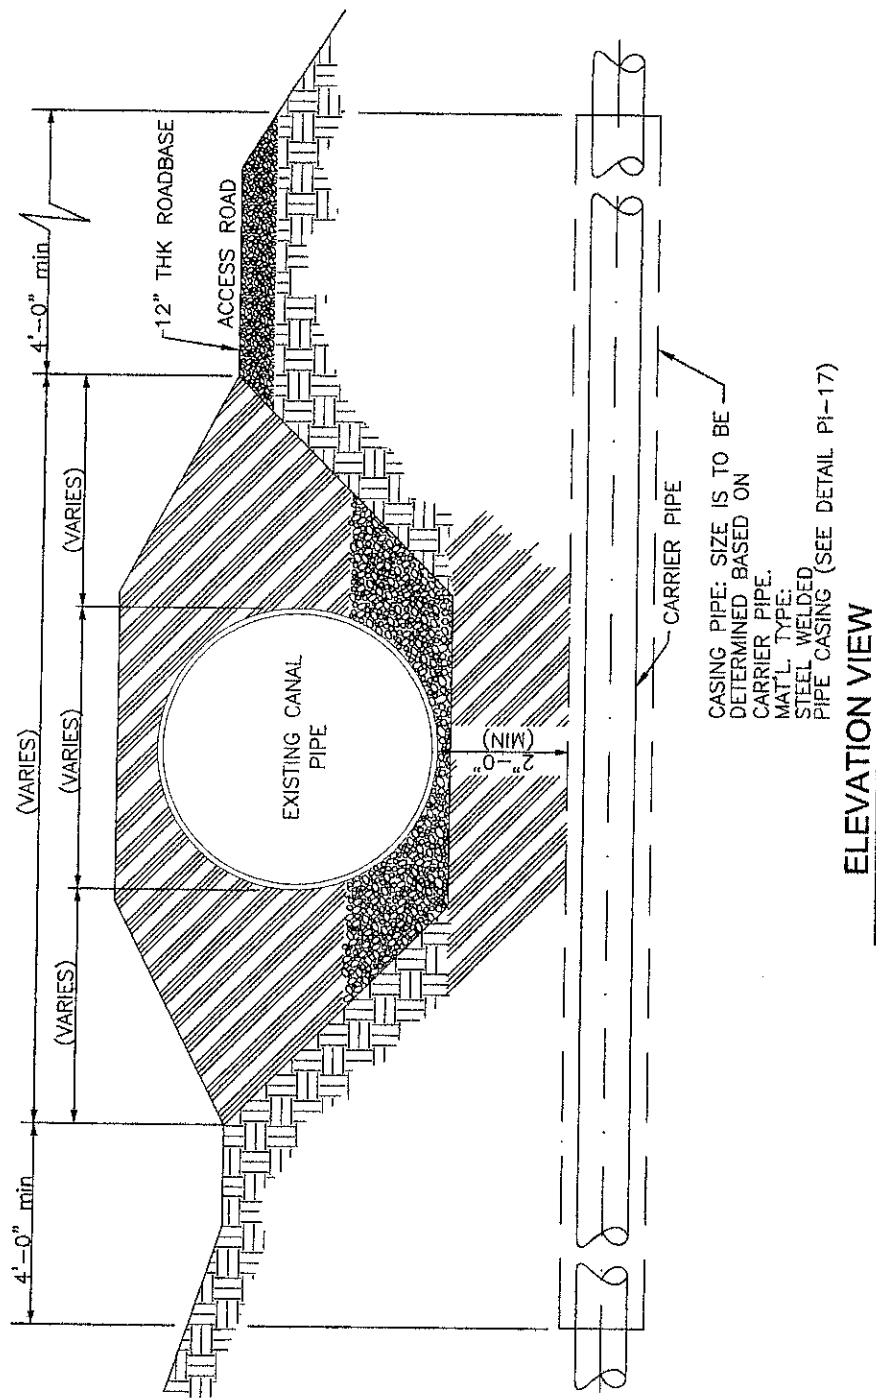 (VARIES)
4'-0" min
(VARIES)
(VARIES)
(VARIES)
4'-0" min
12" THK ROADBASE
ACCESS ROAD
EXISTING CANAL
PIPE
2"-0"
(MIN)
CARRIER PIPE
CASING PIPE: SIZE IS TO BE
DETERMINED BASED ON
CARRIER PIPE.
MAT'L. TYPE:
STEEL WELDED
PIPE CASING (SEE DETAIL PI-17)
ELEVATION VIEW